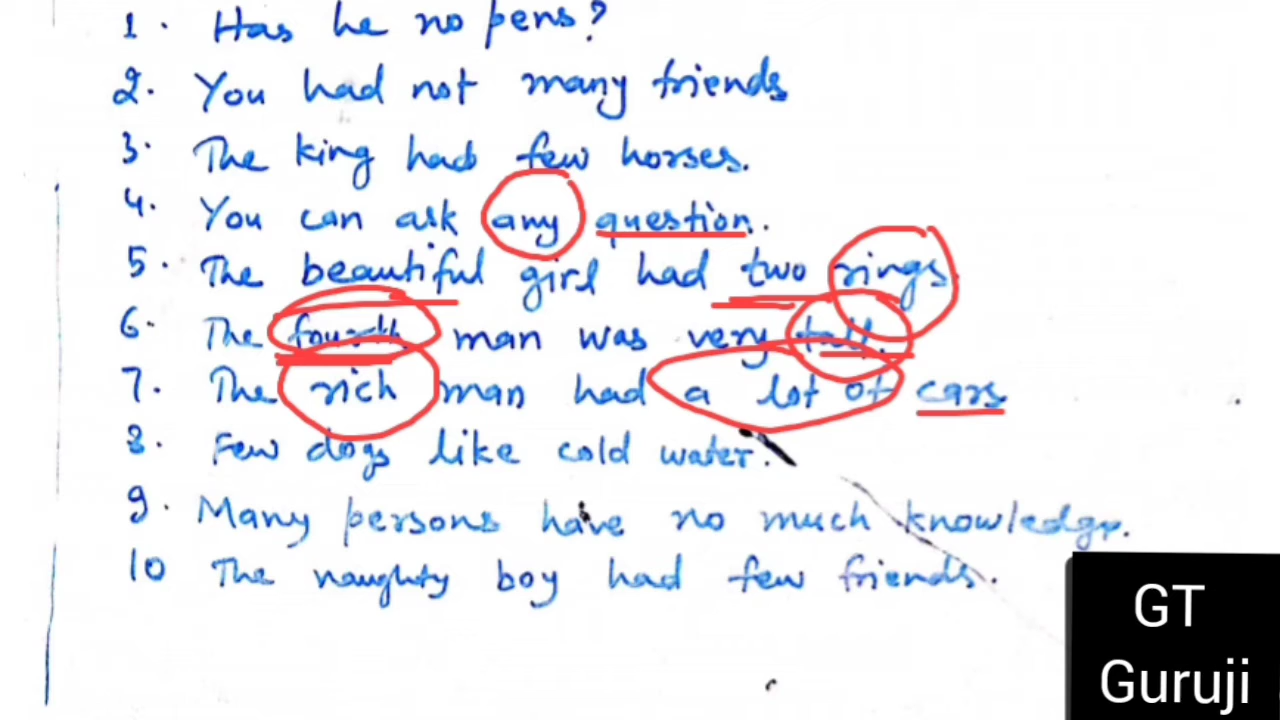 1. Has he no pens?
2. You had not many friends
3. The king had few horses.
4. You can ask any question.
5. The beautiful girl had two rings.
6. The fourth man was very tall.
7. The rich man had a lot of cars
8. Few dogs like cold water.
9. Many persons have no much knowledge.
10 The naughty boy had few friends.
GT
Guruji